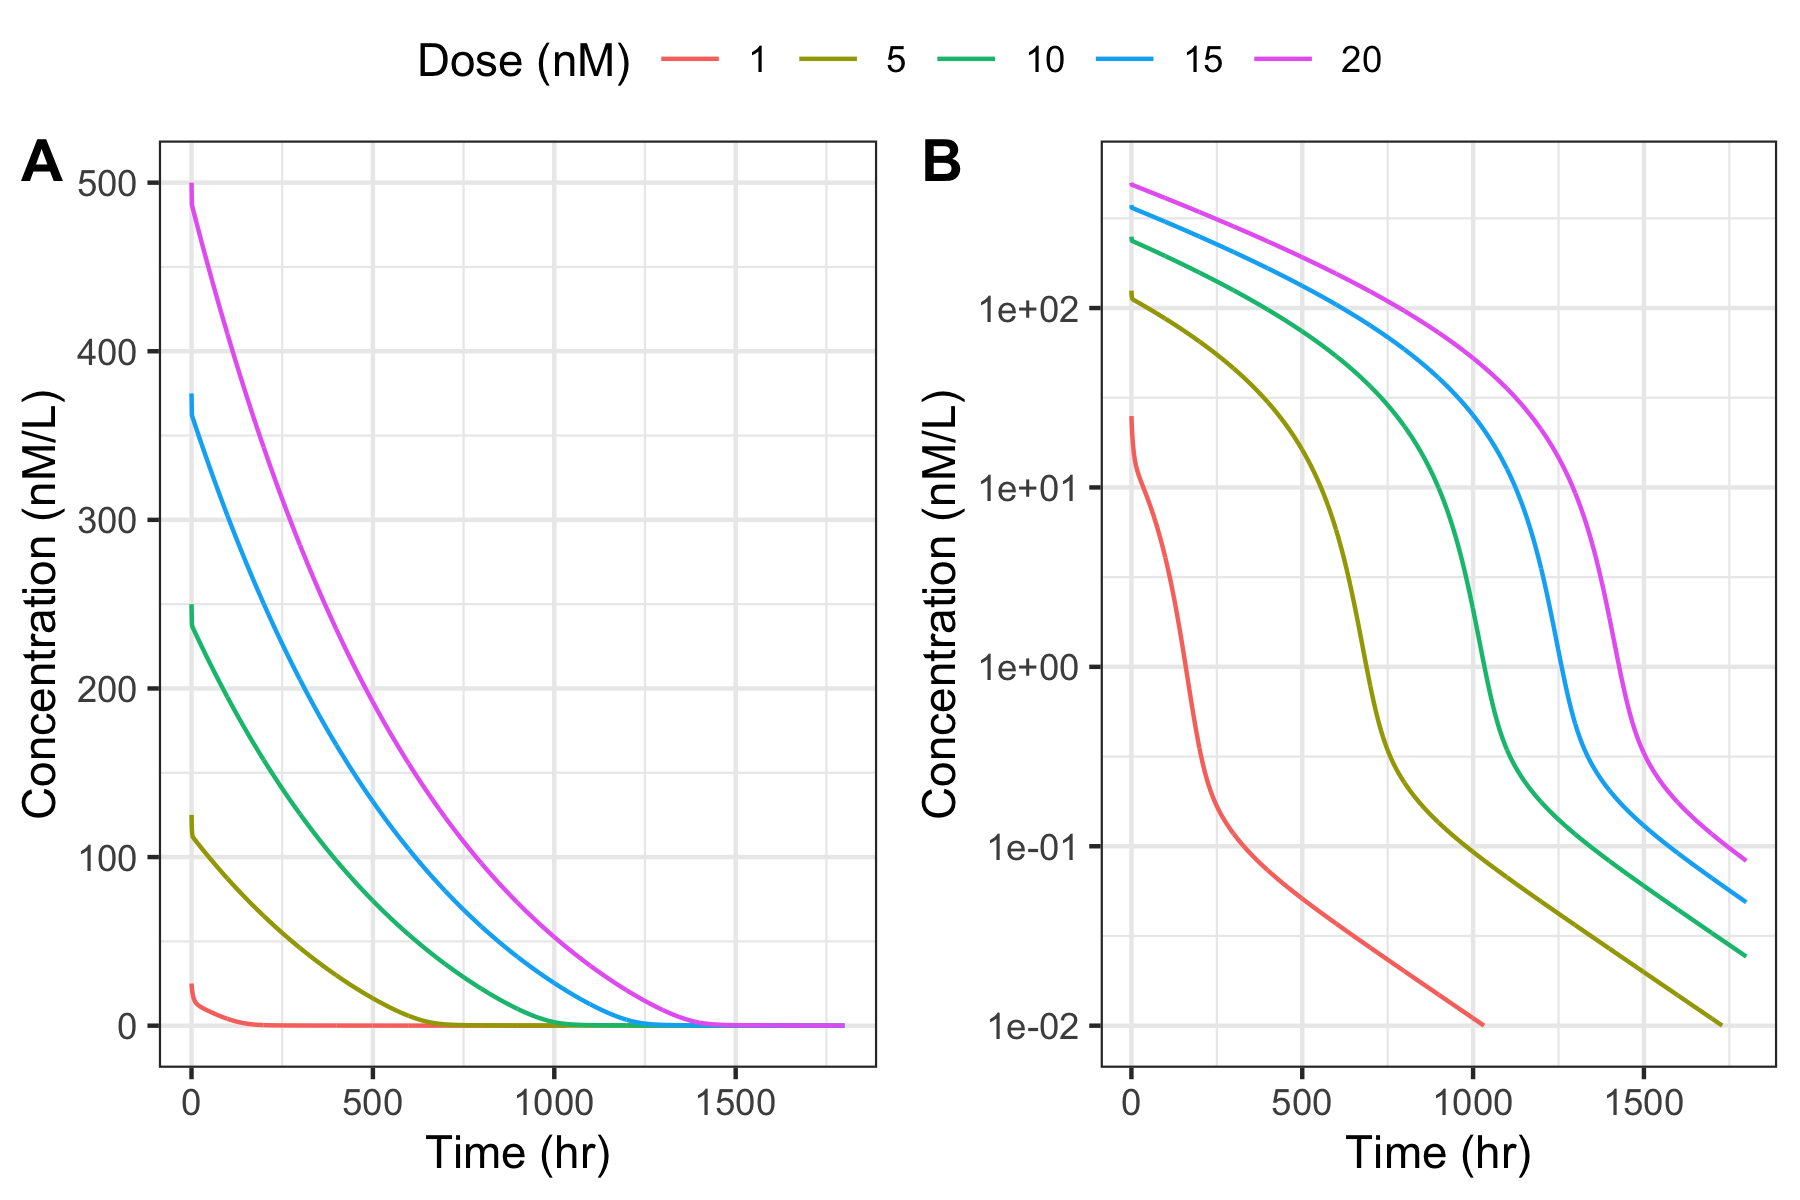 Dose (nM) 1 5 10 15 20
A
500
400
300
200
100
0
Concentration (nM/L)
0 500 1000 1500
Time (hr)
B
1e+02
1e+01
1e+00
1e-01
1e-02
Concentration (nM/L)
0 500 1000 1500
Time (hr)